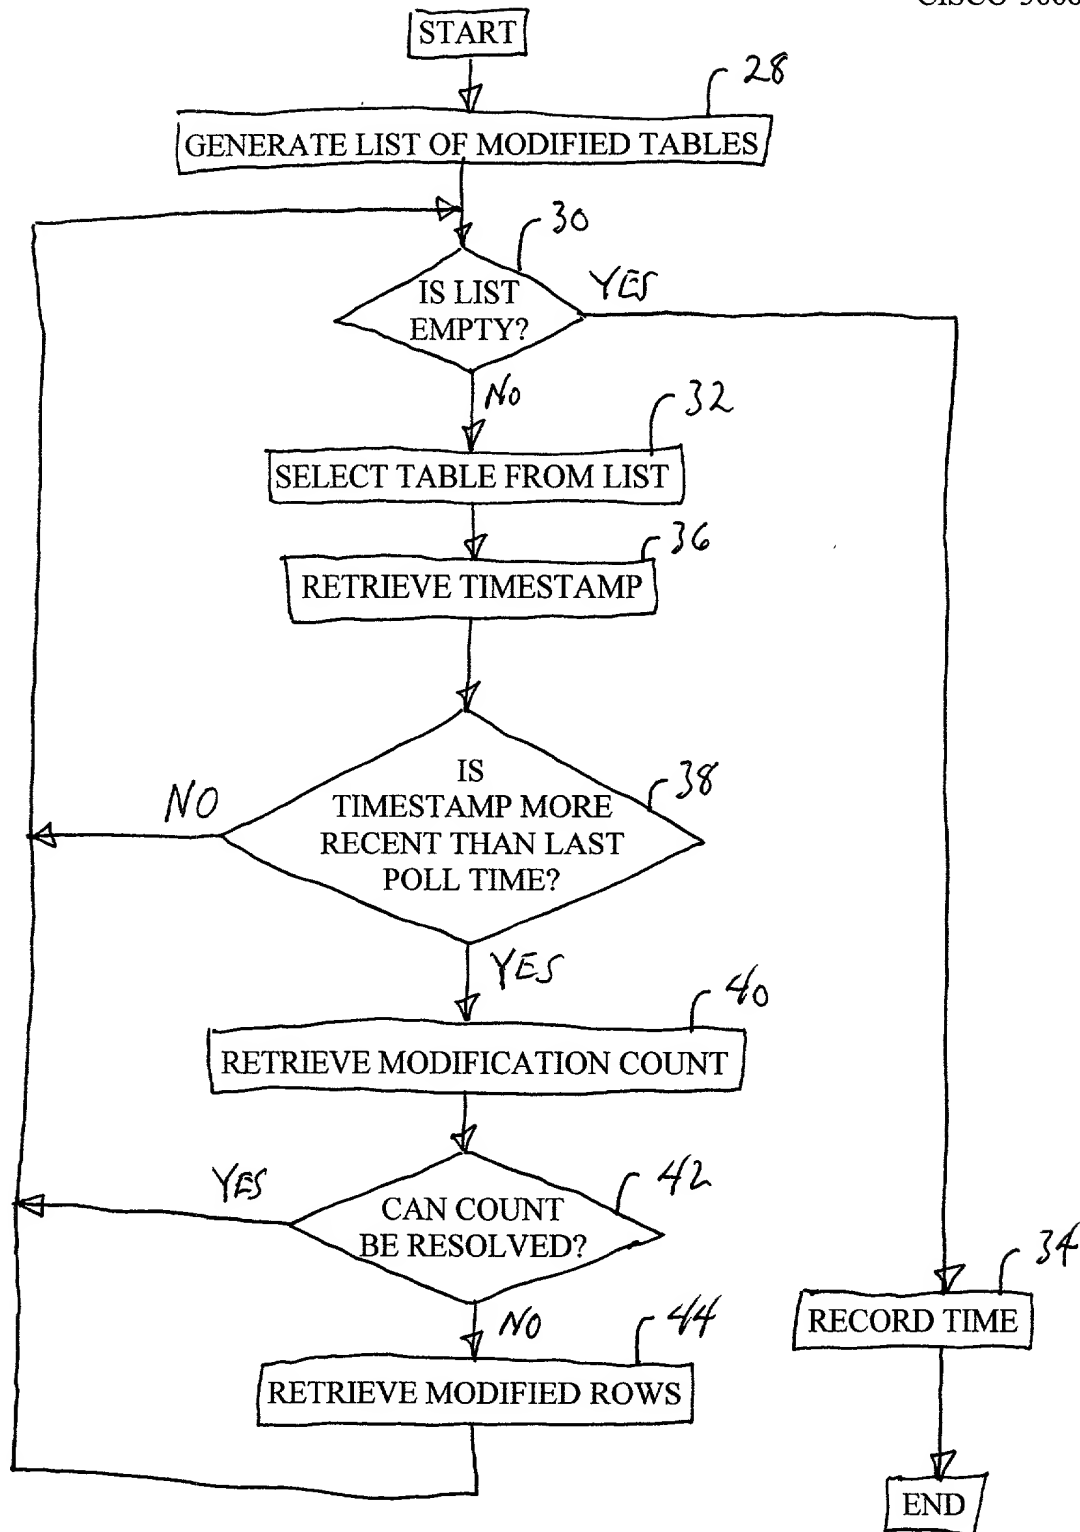 START
28
GENERATE LIST OF MODIFIED TABLES
30
IS LIST
EMPTY?
YES
NO
32
SELECT TABLE FROM LIST
36
RETRIEVE TIMESTAMP
38
IS
TIMESTAMP MORE
RECENT THAN LAST
POLL TIME?
NO
YES
40
RETRIEVE MODIFICATION COUNT
42
CAN COUNT
BE RESOLVED?
YES
NO
44
RETRIEVE MODIFIED ROWS
34
RECORD TIME
END